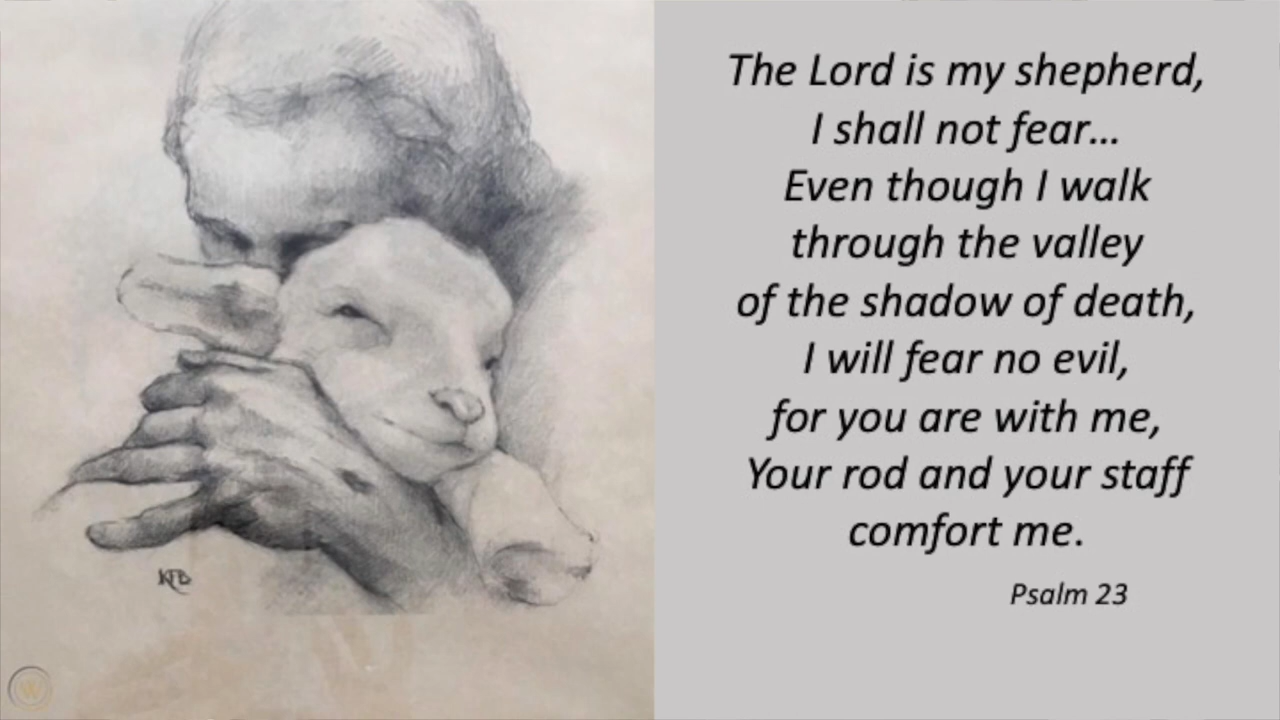 The Lord is my shepherd,
I shall not fear...
Even though I walk
through the valley
of the shadow of death,
I will fear no evil,
for you are with me,
Your rod and your staff
comfort me.
Psalm 23
KFB
W